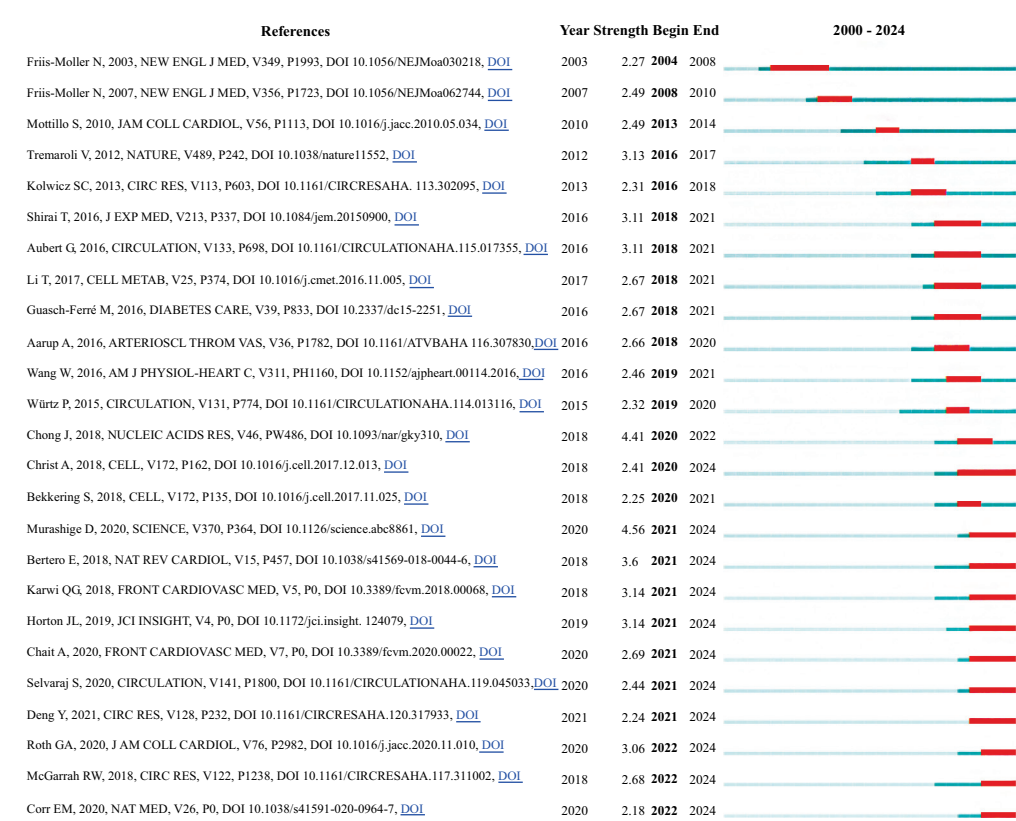 References Year Strength Begin End 2000 - 2024
Friis-Moller N, 2003, NEW ENGL J MED, V349, P1993, DOI 10.1056/NEJMoa030218, DOI 2003 2.27 2004 2008
Friis-Moller N, 2007, NEW ENGL J MED, V356, P1723, DOI 10.1056/NEJMoa062744, DOI 2007 2.49 2008 2010
Mottillo S, 2010, JAM COLL CARDIOL, V56, P1113, DOI 10.1016/j.jacc.2010.05.034, DOI 2010 2.49 2013 2014
Tremaroli V, 2012, NATURE, V489, P242, DOI 10.1038/nature11552, DOI 2012 3.13 2016 2017
Kolwicz SC, 2013, CIRC RES, V113, P603, DOI 10.1161/CIRCRESAHA. 113.302095, DOI 2013 2.31 2016 2018
Shirai T, 2016, J EXP MED, V213, P337, DOI 10.1084/jem.20150900, DOI 2016 3.11 2018 2021
Aubert G, 2016, CIRCULATION, V133, P698, DOI 10.1161/CIRCULATIONAHA.115.017355, DOI 2016 3.11 2018 2021
Li T, 2017, CELL METAB, V25, P374, DOI 10.1016/j.cmet.2016.11.005, DOI 2017 2.67 2018 2021
Guasch-Ferré M, 2016, DIABETES CARE, V39, P833, DOI 10.2337/dc15-2251, DOI 2016 2.67 2018 2021
Aarup A, 2016, ARTERIOSCL THROM VAS, V36, P1782, DOI 10.1161/ATVBAHA 116.307830,DOI 2016 2.66 2018 2020
Wang W, 2016, AM J PHYSIOL-HEART C, V311, PH1160, DOI 10.1152/ajpheart.00114.2016, DOI 2016 2.46 2019 2021
Würtz P, 2015, CIRCULATION, V131, P774, DOI 10.1161/CIRCULATIONAHA.114.013116, DOI 2015 2.32 2019 2020
Chong J, 2018, NUCLEIC ACIDS RES, V46, PW486, DOI 10.1093/nar/gky310, DOI 2018 4.41 2020 2022
Christ A, 2018, CELL, V172, P162, DOI 10.1016/j.cell.2017.12.013, DOI 2018 2.41 2020 2024
Bekkering S, 2018, CELL, V172, P135, DOI 10.1016/j.cell.2017.11.025, DOI 2018 2.25 2020 2021
Murashige D, 2020, SCIENCE, V370, P364, DOI 10.1126/science.abc8861, DOI 2020 4.56 2021 2024
Bertero E, 2018, NAT REV CARDIOL, V15, P457, DOI 10.1038/s41569-018-0044-6, DOI 2018 3.6 2021 2024
Karwi QG, 2018, FRONT CARDIOVASC MED, V5, P0, DOI 10.3389/fcvm.2018.00068, DOI 2018 3.14 2021 2024
Horton JL, 2019, JCI INSIGHT, V4, P0, DOI 10.1172/jci.insight. 124079, DOI 2019 3.14 2021 2024
Chait A, 2020, FRONT CARDIOVASC MED, V7, P0, DOI 10.3389/fcvm.2020.00022, DOI 2020 2.69 2021 2024
Selvaraj S, 2020, CIRCULATION, V141, P1800, DOI 10.1161/CIRCULATIONAHA.119.045033,DOI 2020 2.44 2021 2024
Deng Y, 2021, CIRC RES, V128, P232, DOI 10.1161/CIRCRESAHA.120.317933, DOI 2021 2.24 2021 2024
Roth GA, 2020, J AM COLL CARDIOL, V76, P2982, DOI 10.1016/j.jacc.2020.11.010, DOI 2020 3.06 2022 2024
McGarrah RW, 2018, CIRC RES, V122, P1238, DOI 10.1161/CIRCRESAHA.117.311002, DOI 2018 2.68 2022 2024
Corr EM, 2020, NAT MED, V26, P0, DOI 10.1038/s41591-020-0964-7, DOI 2020 2.18 2022 2024